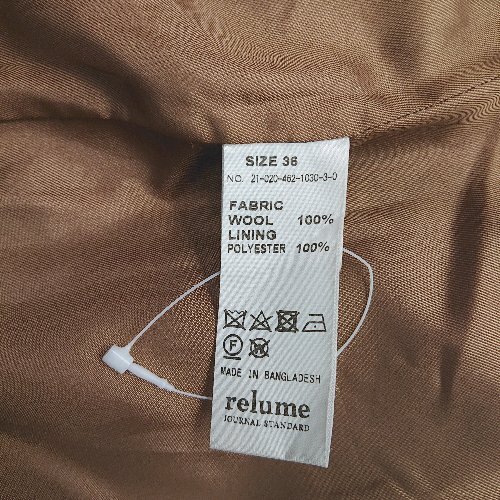 SIZE 36
NO. 21-020-462-1030-3-0
FABRIC
WOOL 100%
LINING
POLYESTER 100%
F
W
MADE IN BANGLADESH
relume
JOURNAL STANDARD